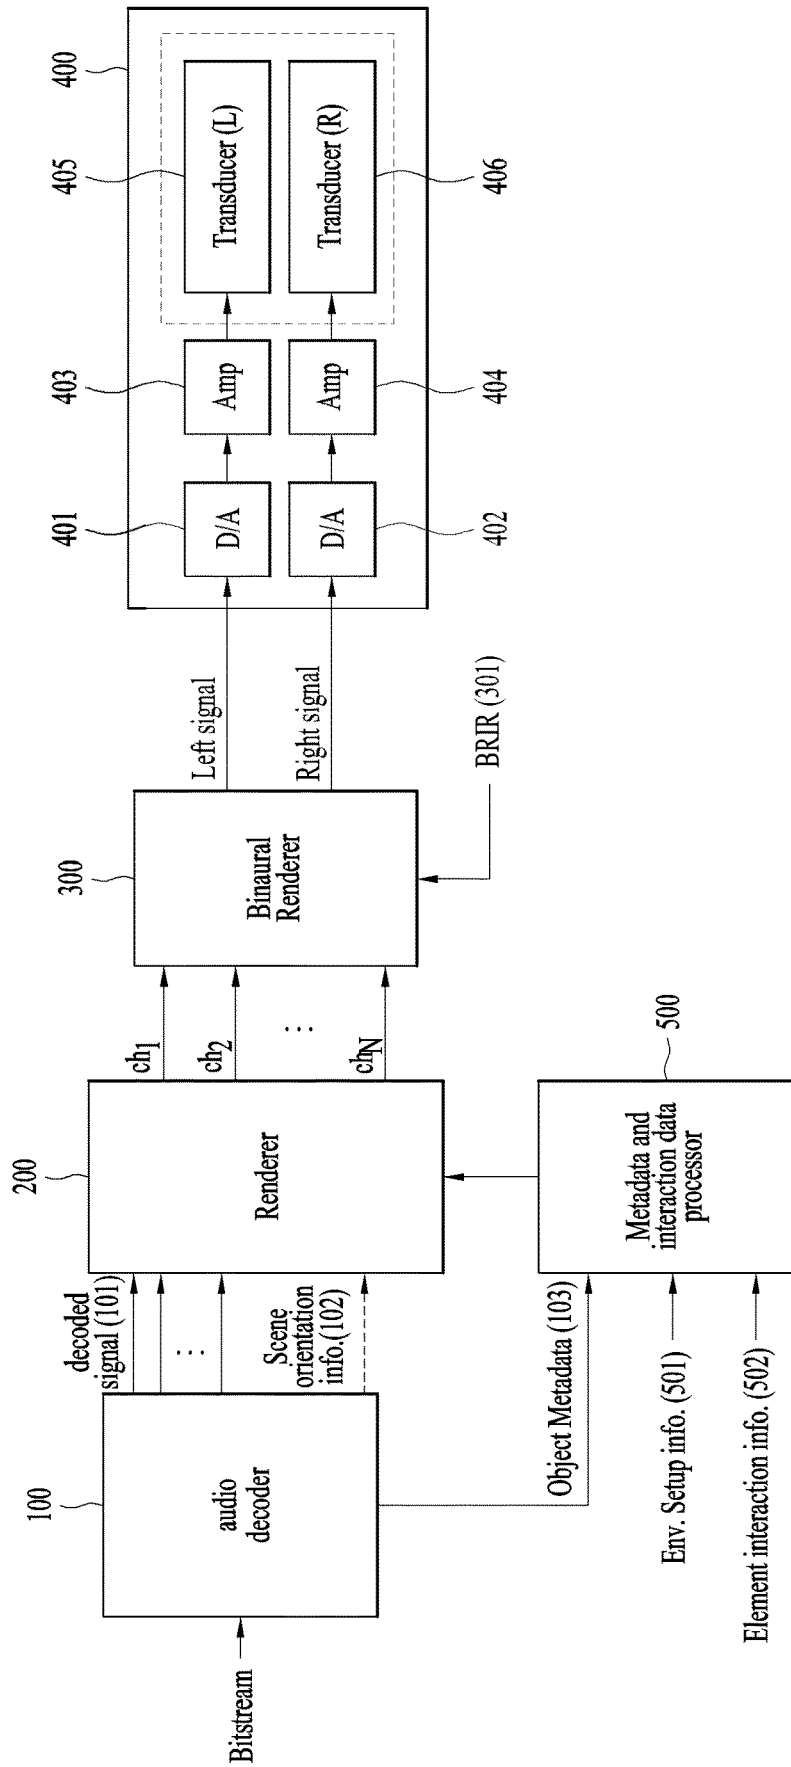 Bitstream
100
audio
decoder
decoded
signal (101)
...
Scene
orientation
info.(102)
Object Metadata (103)
Env. Setup info. (501)
Element interaction info. (502)
200
Renderer
500
Metadata and
interaction data
processor
ch1
ch2
...
chN
300
Binaural
Renderer
BRIR (301)
Left signal
Right signal
400
401
D/A
403
Amp
405
Transducer (L)
402
D/A
404
Amp
406
Transducer (R)